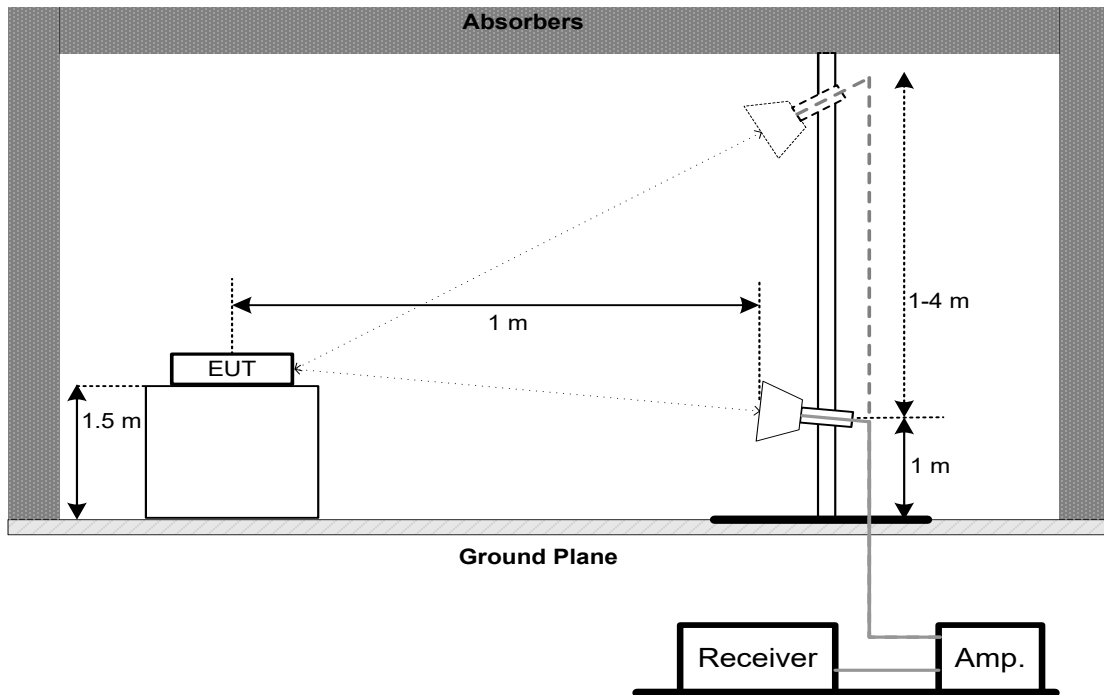 Absorbers
1-4 m
1 m
EUT
1.5 m
1 m
Ground Plane
Receiver
Amp.